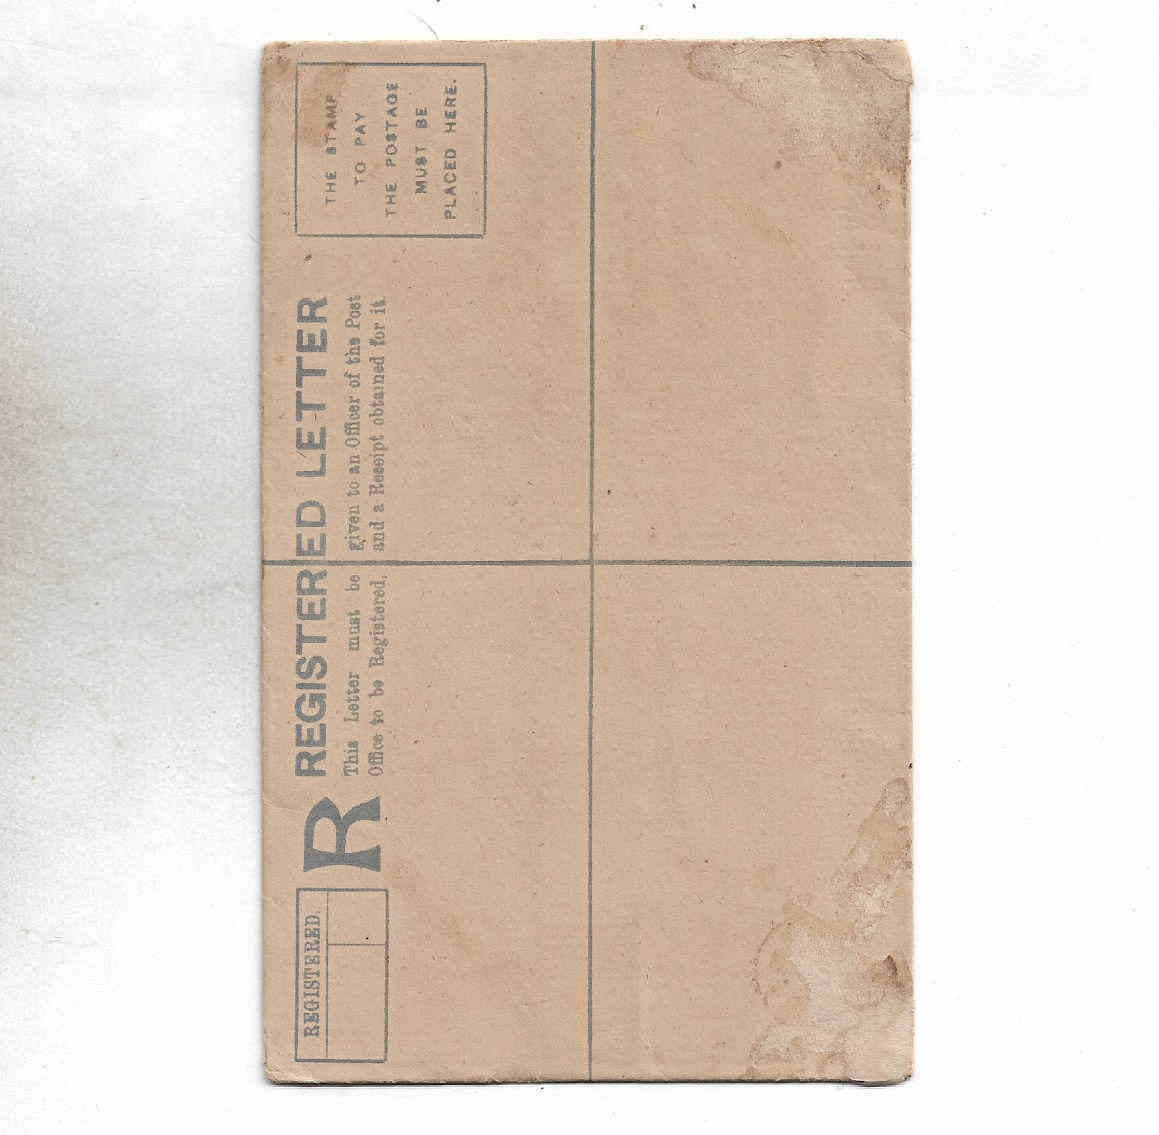 REGISTERED.
R
REGISTERED LETTER
This Letter must be given to an Officer of the Post
Office to be Registered, and a Receipt obtained for it.
THE STAMP
TO PAY
THE POSTAGE
MUST BE
PLACED HERE.